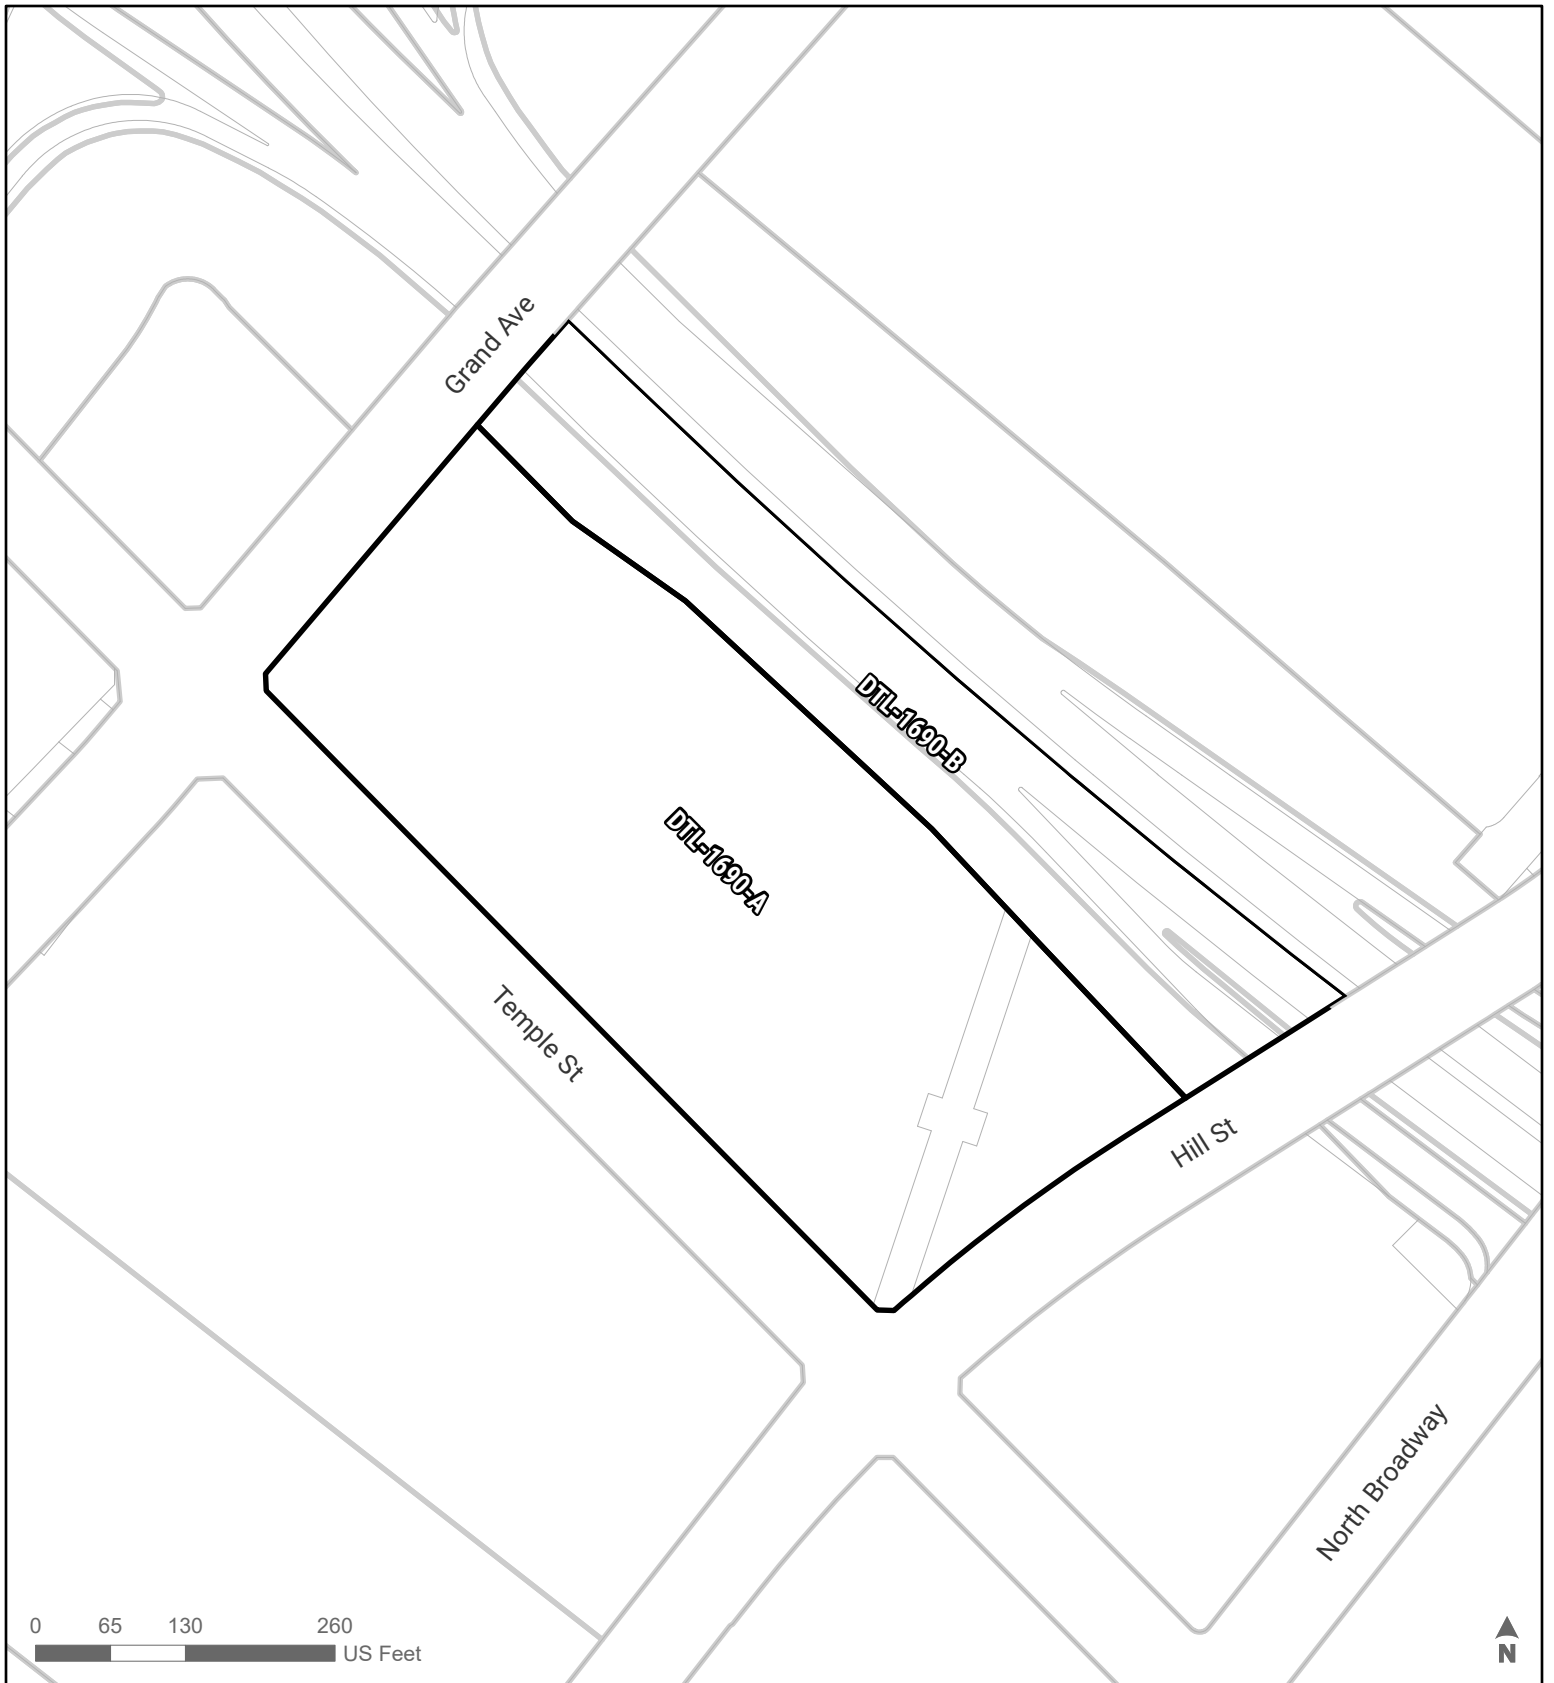 Grand Ave
DTL-1690-B
DTL-1690-A
Temple St
Hill St
North Broadway
0 65 130 260
US Feet
N